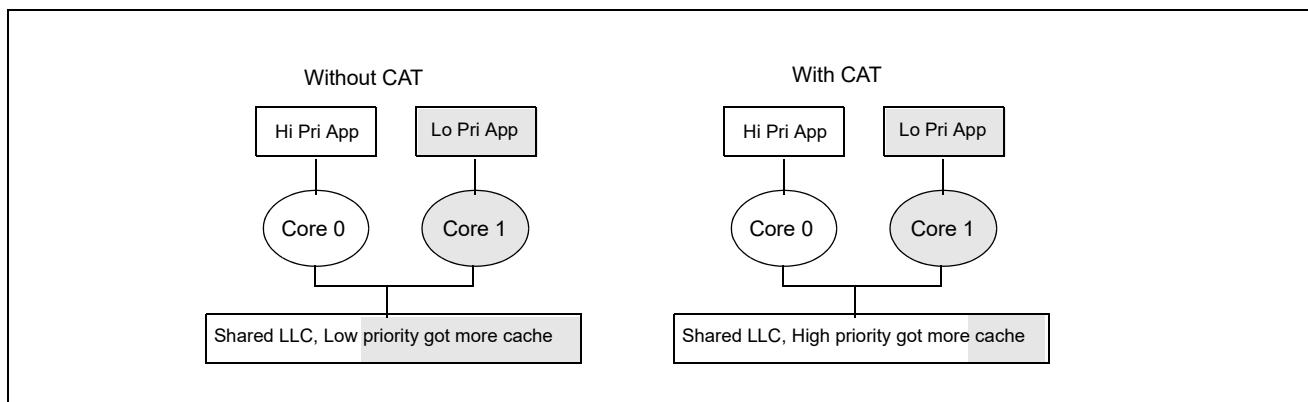 Without CAT
Hi Pri App
Lo Pri App
Core 0
Core 1
Shared LLC, Low priority got more cache
With CAT
Hi Pri App
Lo Pri App
Core 0
Core 1
Shared LLC, High priority got more cache